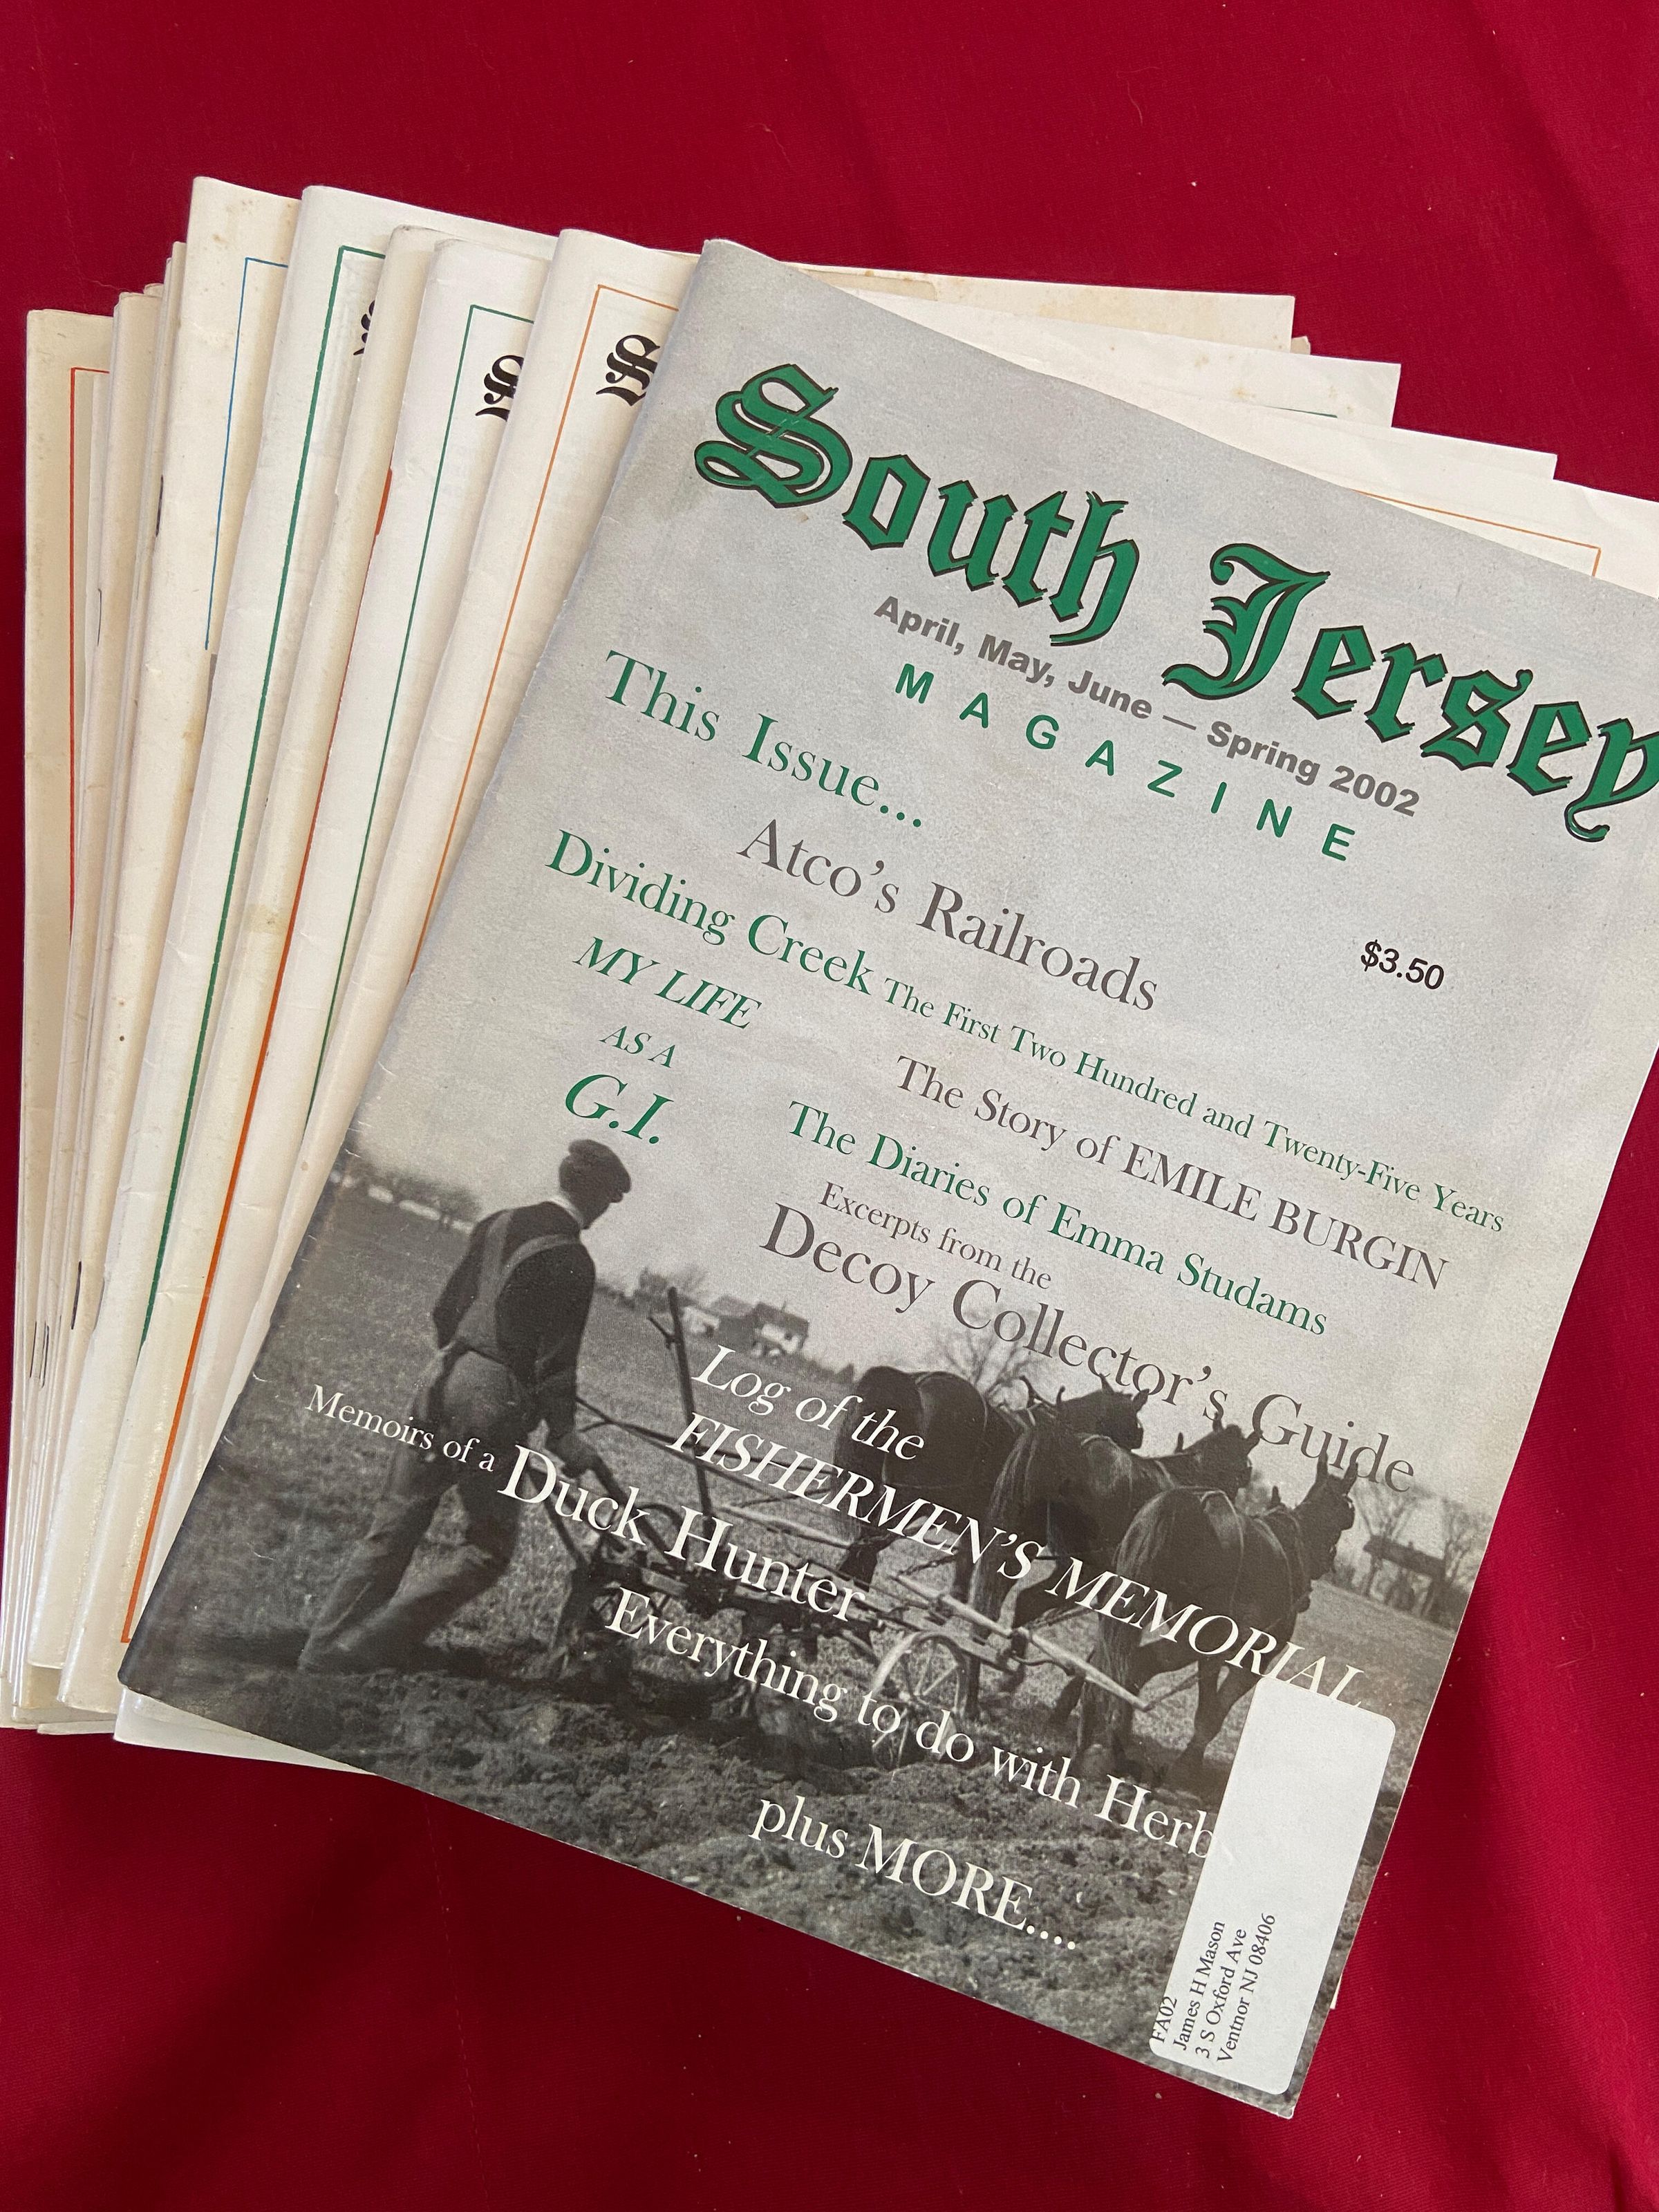 South Jersey
April, May, June — Spring 2002
MAGAZINE
This Issue...
Atco's Railroads
$3.50
Dividing Creek The First Two Hundred and Twenty-Five Years
MY LIFE
AS A
G.I.
The Story of EMILE BURGIN
The Diaries of Emma Studams
Excerpts from the
Decoy Collector's Guide
Log of the
FISHERMEN'S MEMORIAL
Memoirs of a Duck Hunter
Everything to do with Herb
plus MORE....
FA02
James H Mason
3 S Oxford Ave
Ventnor NJ 08406
S
S